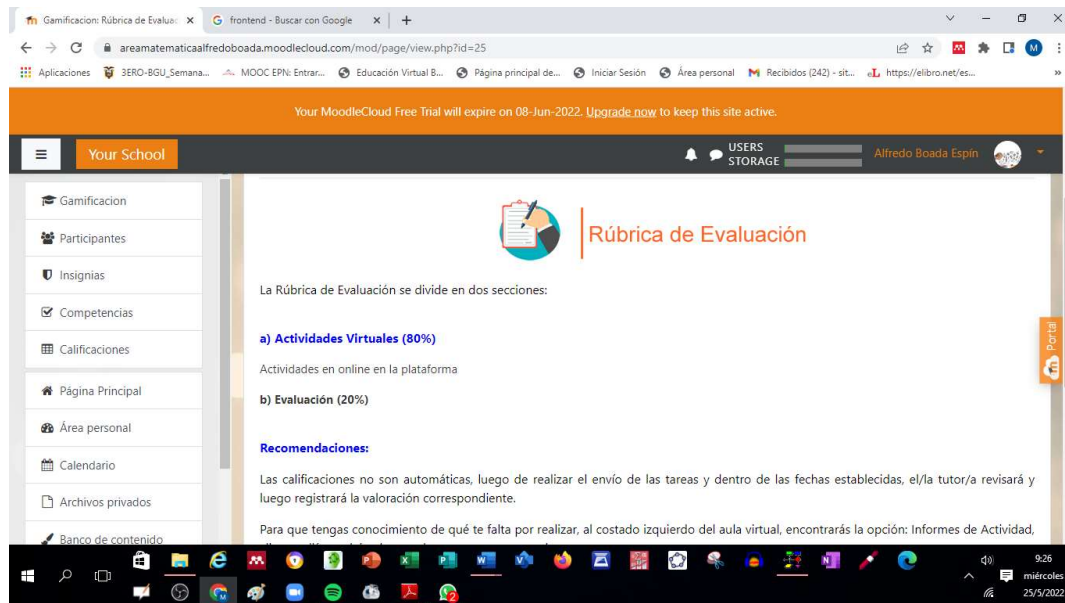 Gamificacion: Rúbrica de Evaluac
frontend - Buscar con Google
areamatematicaalfredoboada.moodlecloud.com/mod/page/view.php?id=25
M
Aplicaciones
3ERO-BGU_Semana...
MOOC EPN: Entrar...
Educación Virtual B...
Página principal de...
Iniciar Sesión
Área personal
Recibidos (242) - sit...
https://elibro.net/es...
Your MoodleCloud Free Trial will expire on 08-Jun-2022. Upgrade now to keep this site active.
Your School
USERS
STORAGE
Alfredo Boada Espín
Gamificacion
Participantes
Insignias
Competencias
Calificaciones
Página Principal
Área personal
Calendario
Archivos privados
Banco de contenido
Rúbrica de Evaluación
La Rúbrica de Evaluación se divide en dos secciones:
a) Actividades Virtuales (80%)
Actividades en online en la plataforma
b) Evaluación (20%)
Recomendaciones:
Las calificaciones no son automáticas, luego de realizar el envío de las tareas y dentro de las fechas establecidas, el/la tutor/a revisará y
luego registrará la valoración correspondiente.
Para que tengas conocimiento de qué te falta por realizar, al costado izquierdo del aula virtual, encontrarás la opción: Informes de Actividad,
Portal
9:26
miércoles
25/5/2022